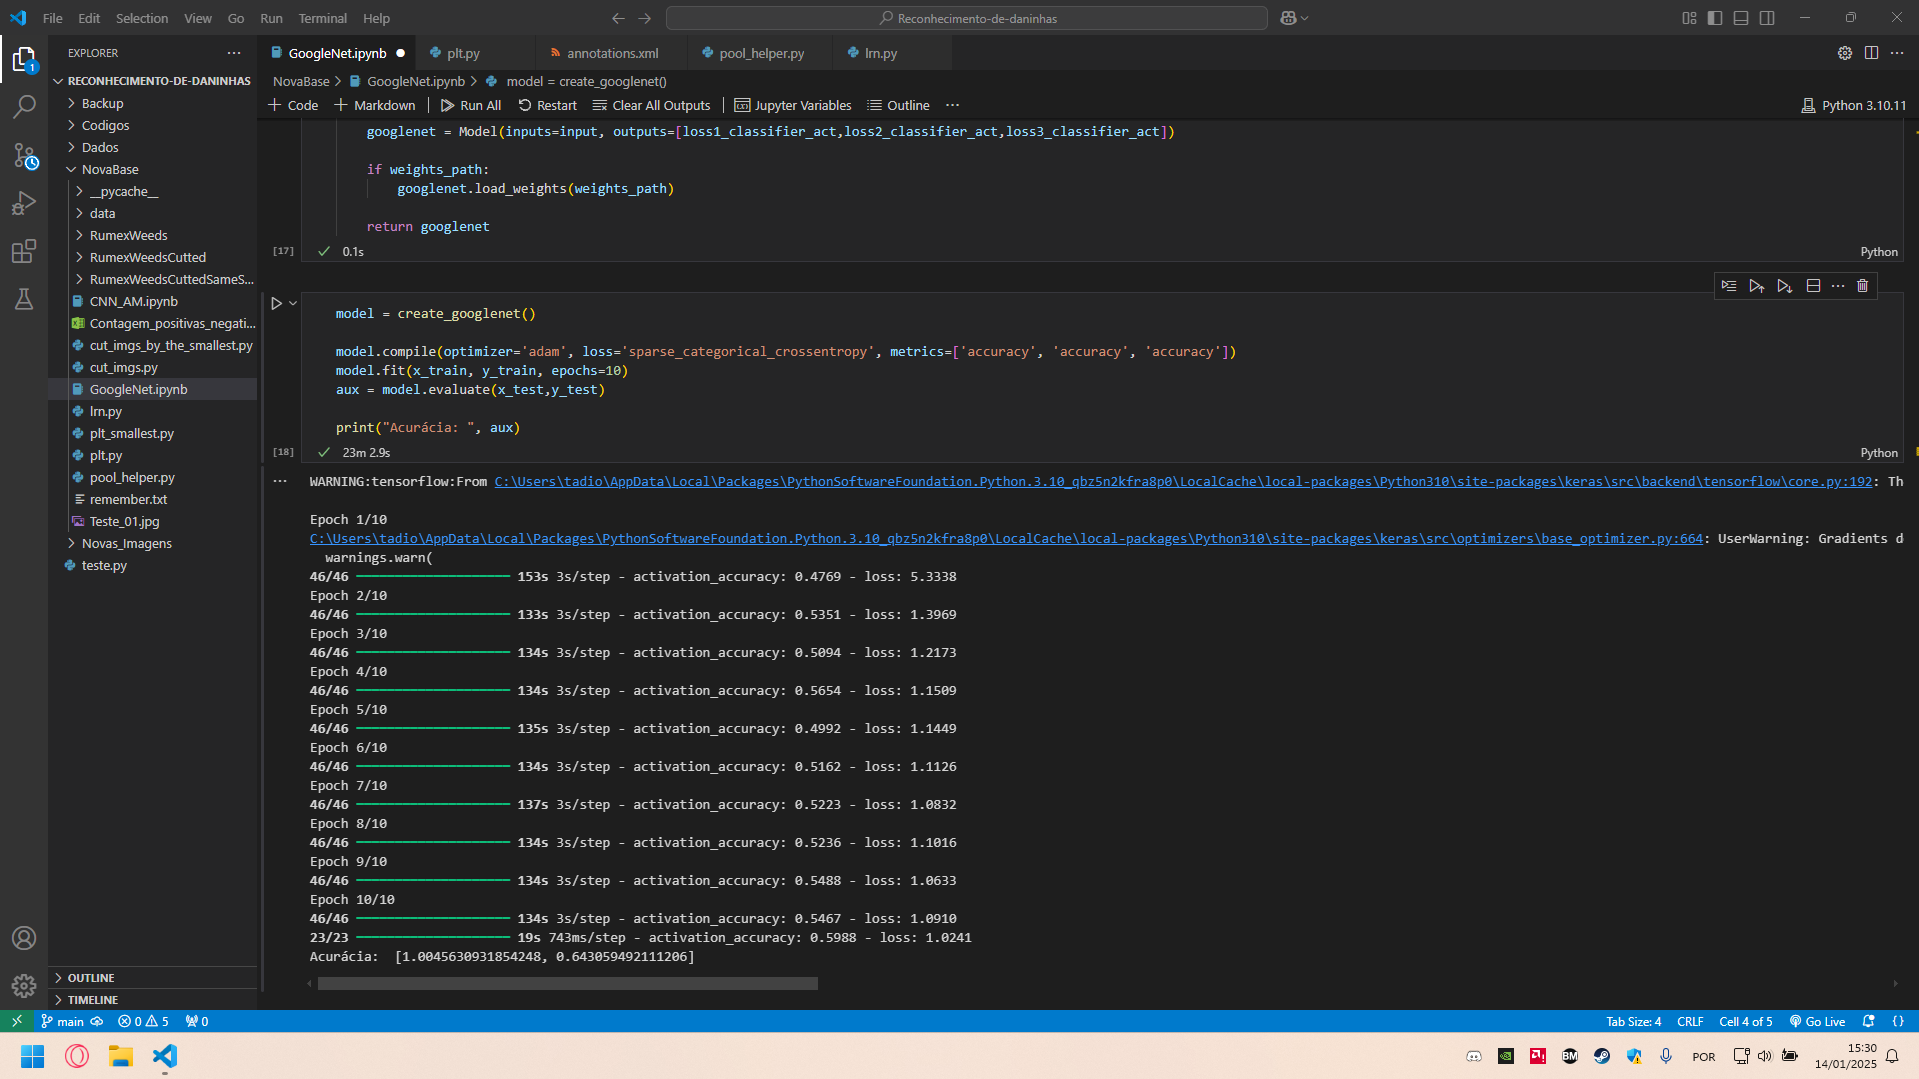 File Edit Selection View Go Run Terminal Help
Reconhecimento-de-daninhas
EXPLORER
RECONHECIMENTO-DE-DANINHAS
Backup
Codigos
Dados
NovaBase
__pycache__
data
RumexWeeds
RumexWeedsCutted
RumexWeedsCuttedSameS...
CNN_AM.ipynb
Contagem_positivas_negati...
cut_imgs_by_the_smallest.py
cut_imgs.py
GoogleNet.ipynb
lrn.py
plt_smallest.py
plt.py
pool_helper.py
remember.txt
Teste_01.jpg
Novas_Imagens
teste.py
OUTLINE
TIMELINE
GoogleNet.ipynb plt.py annotations.xml pool_helper.py lrn.py
NovaBase > GoogleNet.ipynb > model = create_googlenet()
+ Code + Markdown | Run All Restart Clear All Outputs | Jupyter Variables Outline ...
Python 3.10.11
googlenet = Model(inputs=input, outputs=[loss1_classifier_act,loss2_classifier_act,loss3_classifier_act])
if weights_path:
googlenet.load_weights(weights_path)
return googlenet
[17] 0.1s Python
model = create_googlenet()
model.compile(optimizer='adam', loss='sparse_categorical_crossentropy', metrics=['accuracy', 'accuracy', 'accuracy'])
model.fit(x_train, y_train, epochs=10)
aux = model.evaluate(x_test,y_test)
print("Acurácia: ", aux)
[18] 23m 2.9s Python
WARNING:tensorflow:From C:\Users\tadio\AppData\Local\Packages\PythonSoftwareFoundation.Python.3.10_qbz5n2kfra8p0\LocalCache\local-packages\Python310\site-packages\keras\src\backend\tensorflow\core.py:192: Th
Epoch 1/10
C:\Users\tadio\AppData\Local\Packages\PythonSoftwareFoundation.Python.3.10_qbz5n2kfra8p0\LocalCache\local-packages\Python310\site-packages\keras\src\optimizers\base_optimizer.py:664: UserWarning: Gradients d
warnings.warn(
46/46 153s 3s/step - activation_accuracy: 0.4769 - loss: 5.3338
Epoch 2/10
46/46 133s 3s/step - activation_accuracy: 0.5351 - loss: 1.3969
Epoch 3/10
46/46 134s 3s/step - activation_accuracy: 0.5094 - loss: 1.2173
Epoch 4/10
46/46 134s 3s/step - activation_accuracy: 0.5654 - loss: 1.1509
Epoch 5/10
46/46 135s 3s/step - activation_accuracy: 0.4992 - loss: 1.1449
Epoch 6/10
46/46 134s 3s/step - activation_accuracy: 0.5162 - loss: 1.1126
Epoch 7/10
46/46 137s 3s/step - activation_accuracy: 0.5223 - loss: 1.0832
Epoch 8/10
46/46 134s 3s/step - activation_accuracy: 0.5236 - loss: 1.1016
Epoch 9/10
46/46 134s 3s/step - activation_accuracy: 0.5488 - loss: 1.0633
Epoch 10/10
46/46 134s 3s/step - activation_accuracy: 0.5467 - loss: 1.0910
23/23 19s 743ms/step - activation_accuracy: 0.5988 - loss: 1.0241
Acurácia:  [1.0045630931854248, 0.643059492111206]
main 0 5 0
Tab Size: 4 CRLF Cell 4 of 5 Go Live
BM POR
15:30
14/01/2025